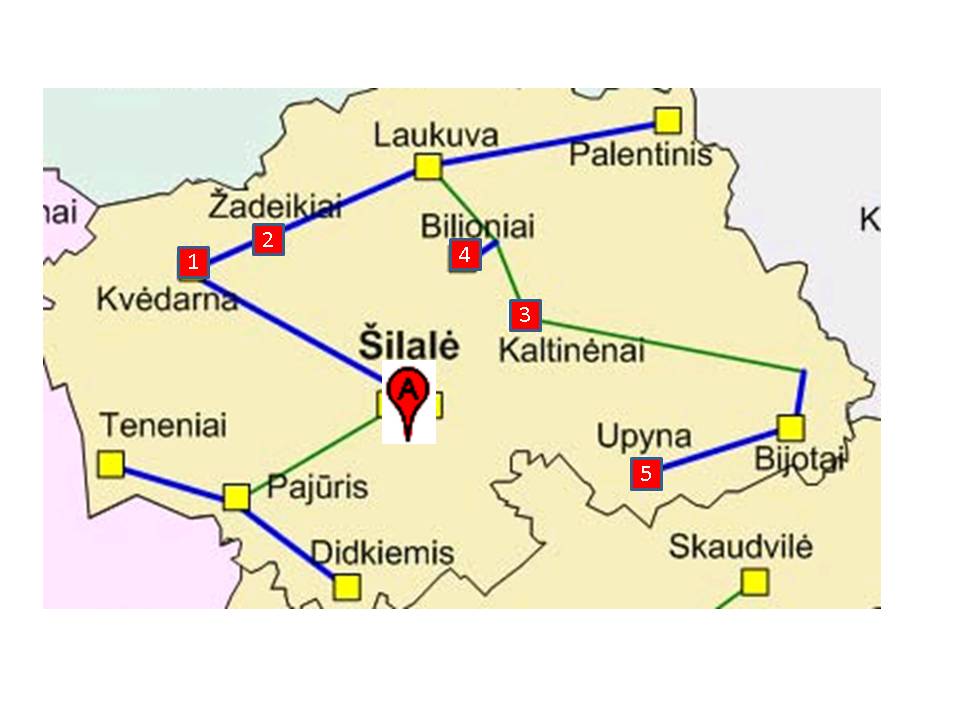 Laukuva
Palentinis
Žadeikiai
nai
K
Bilioniai
2
4
1
Kvėdarna
3
Šilalė
Kaltinėnai
A
Teneniai
Upyna
Bijotai
5
Pajūris
Didkiemis
Skaudvilė